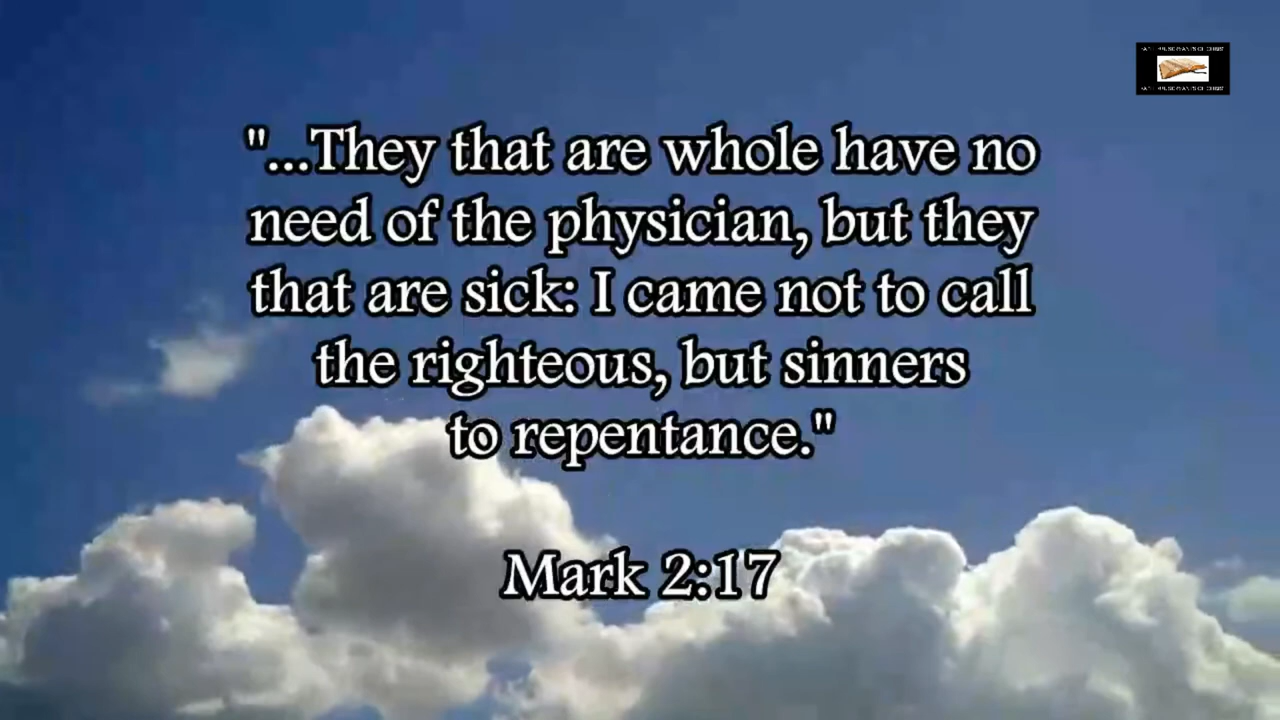 "...They that are whole have no
need of the physician, but they
that are sick: I came not to call
the righteous, but sinners
to repentance."
Mark 2:17